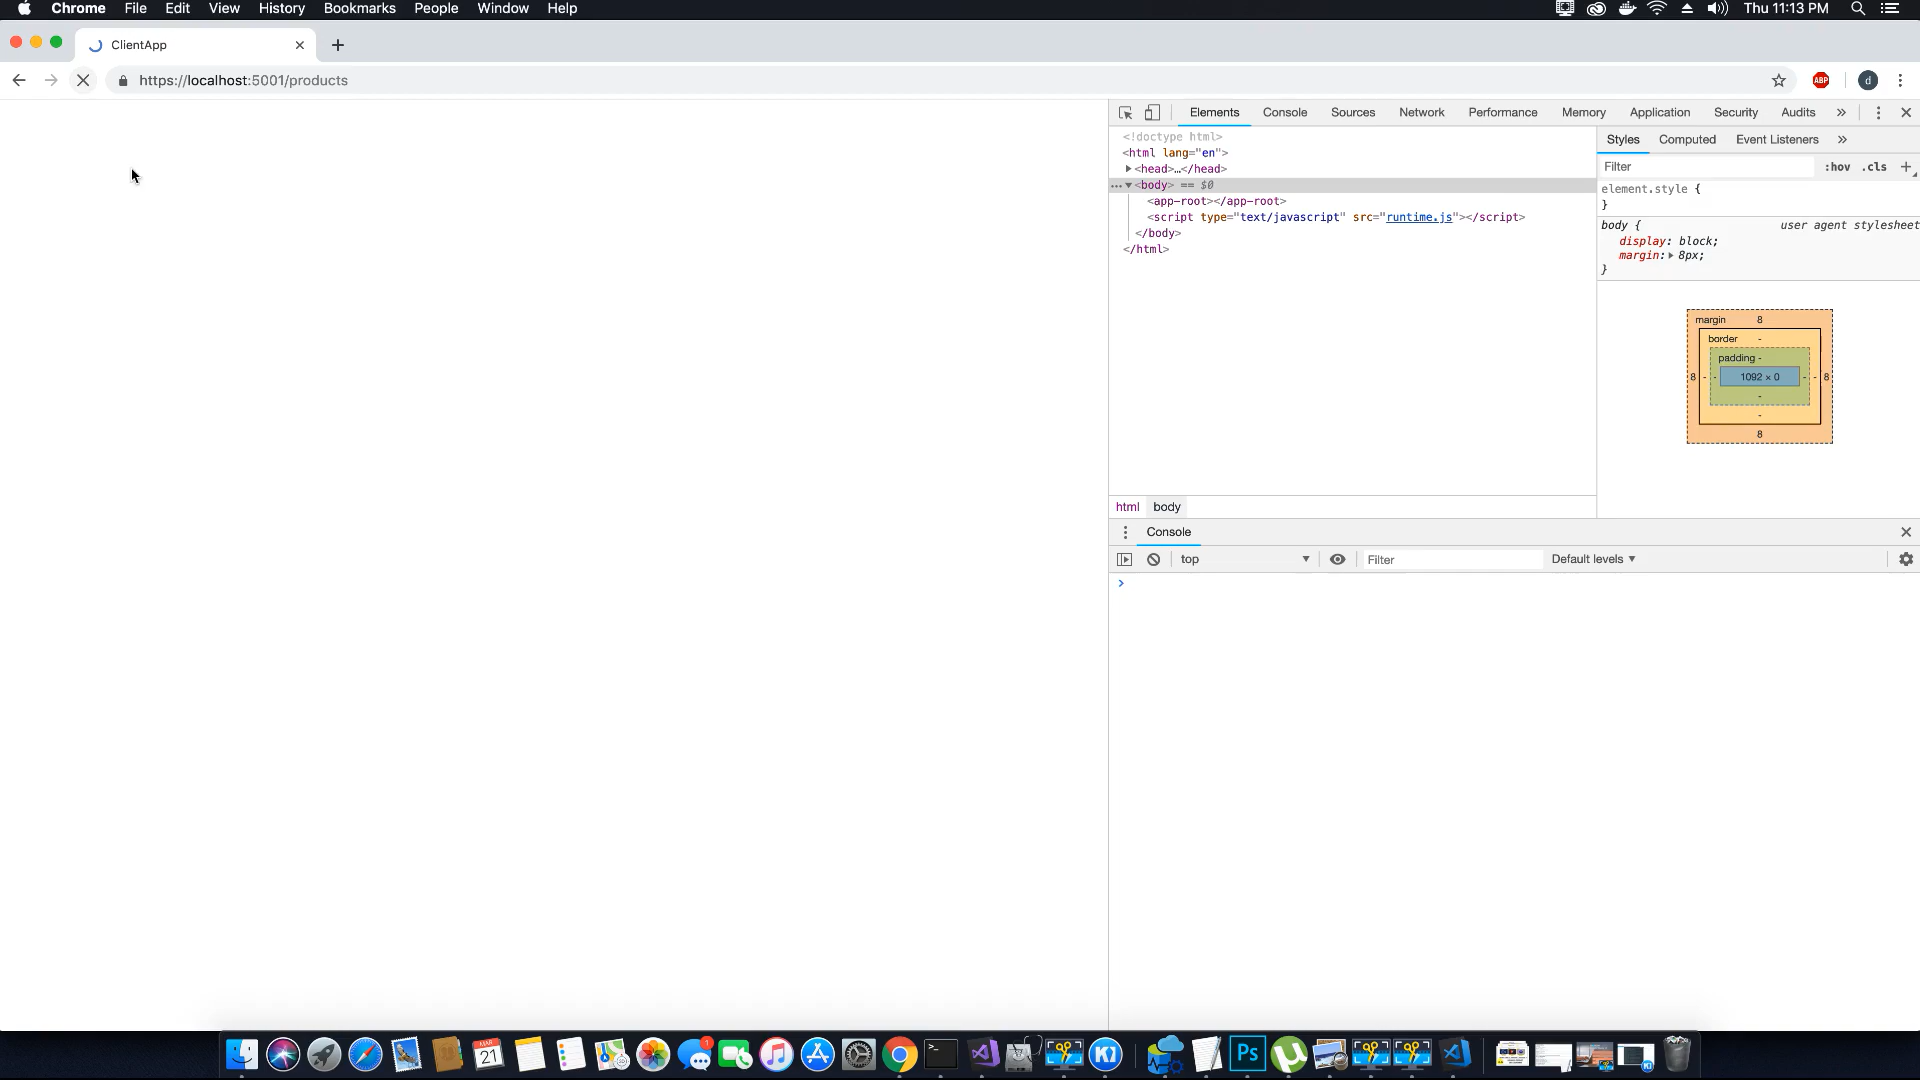 Chrome File Edit View History Bookmarks People Window Help Thu 11:13 PM
ClientApp
https://localhost:5001/products ABP d
Elements Console Sources Network Performance Memory Application Security Audits »
<!doctype html>
<html lang="en">
<head>…</head>
<body> == $0
<app-root></app-root>
<script type="text/javascript" src="runtime.js"></script>
</body>
</html>
html body
Styles Computed Event Listeners »
Filter :hov .cls +
element.style {
}
body { user agent stylesheet
display: block;
margin: 8px;
}
margin 8
border -
padding -
8 - - 1092 × 0 - - 8
-
-
8
Console
top Filter Default levels
>
1
MAR
21
Ps